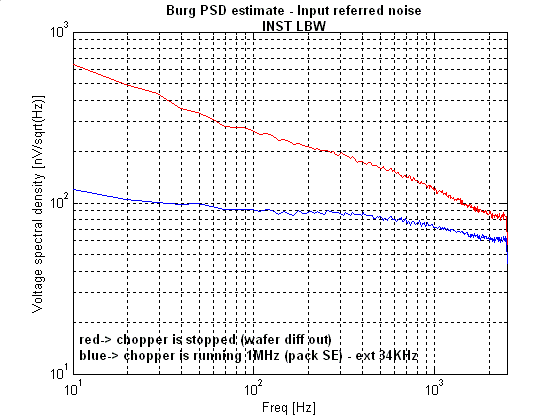 Burg PSD estimate - Input referred noise
INST LBW
10^3
10^2
10^1
Voltage spectral density [nV/sqrt(Hz)]
red-> chopper is stopped (wafer diff out)
blue-> chopper is running 1MHz (pack SE) - ext 34KHz
10^1
10^2
10^3
Freq [Hz]